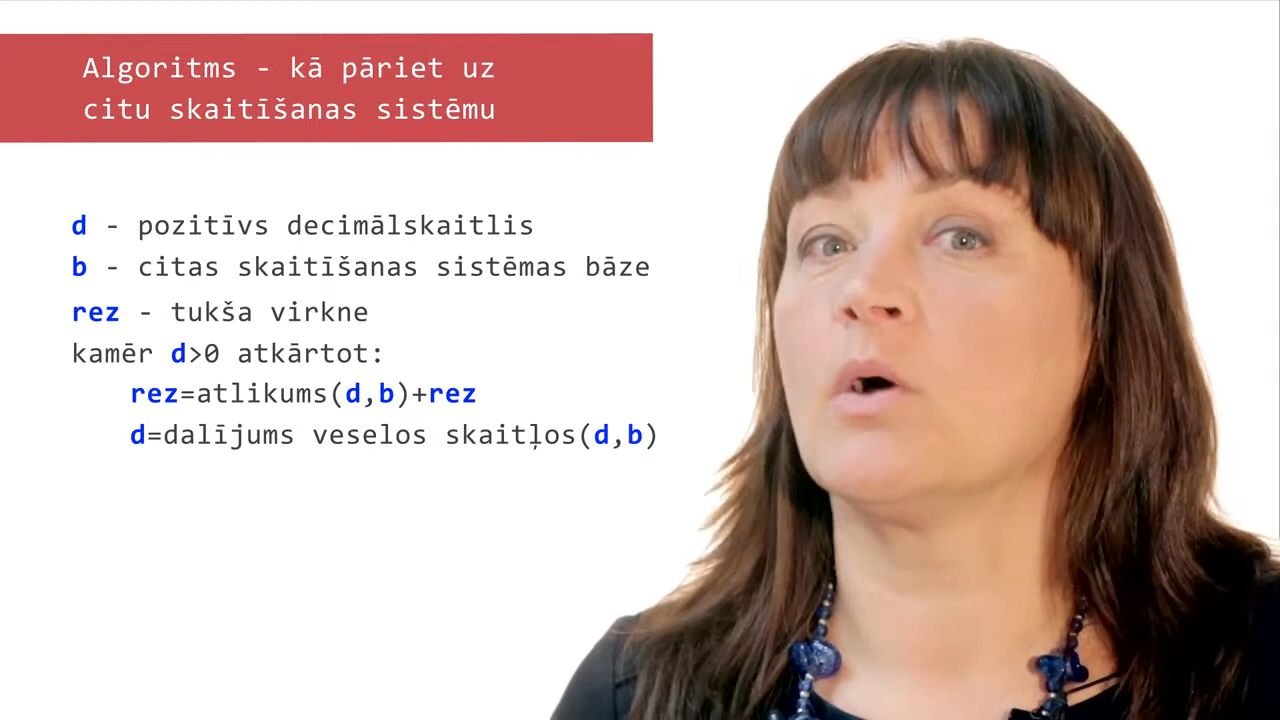 Algoritms - kā pāriet uz
citu skaitīšanas sistēmu
d - pozitīvs decimālskaitlis
b - citas skaitīšanas sistēmas bāze
rez - tukša virkne
kamēr d>0 atkārtot:
rez=atlikums(d,b)+rez
d=dalījums veselos skaitļos(d,b)